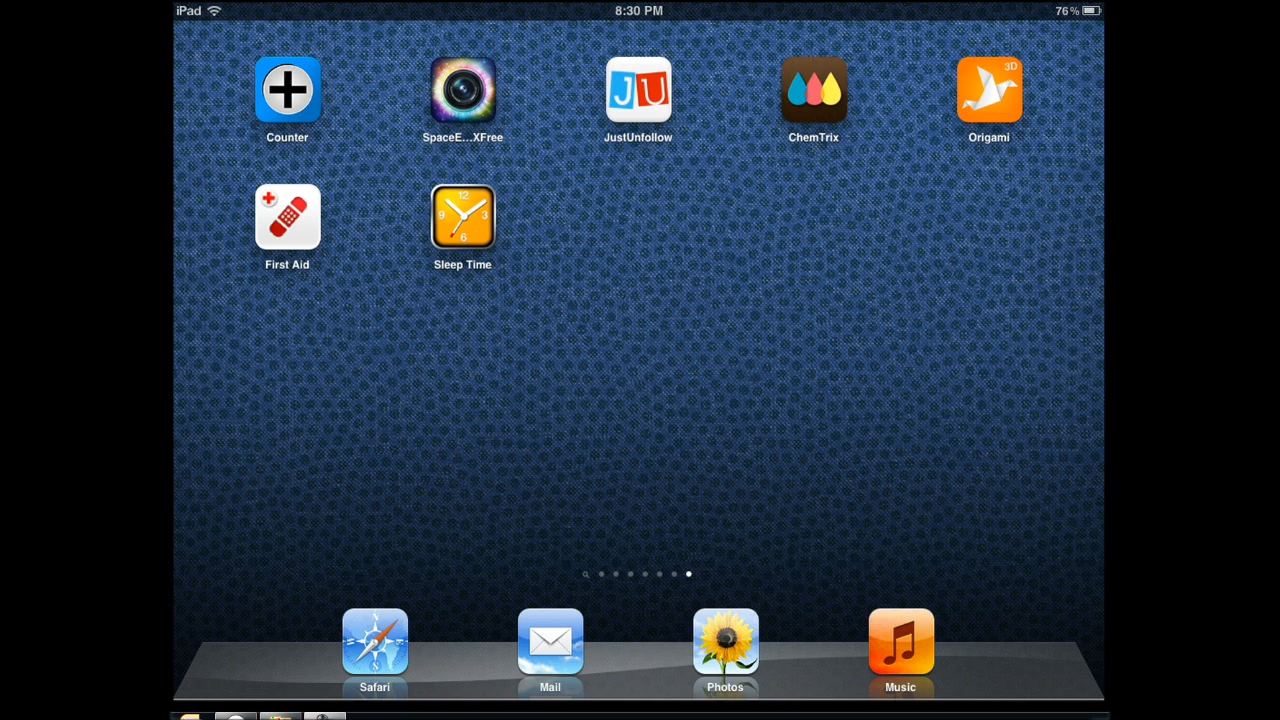 iPad 8:30 PM 76%
JU 3D
Counter SpaceE...XFree JustUnfollow ChemTrix Origami
12
9 3
6
First Aid Sleep Time
N
S
Safari Mail Photos Music